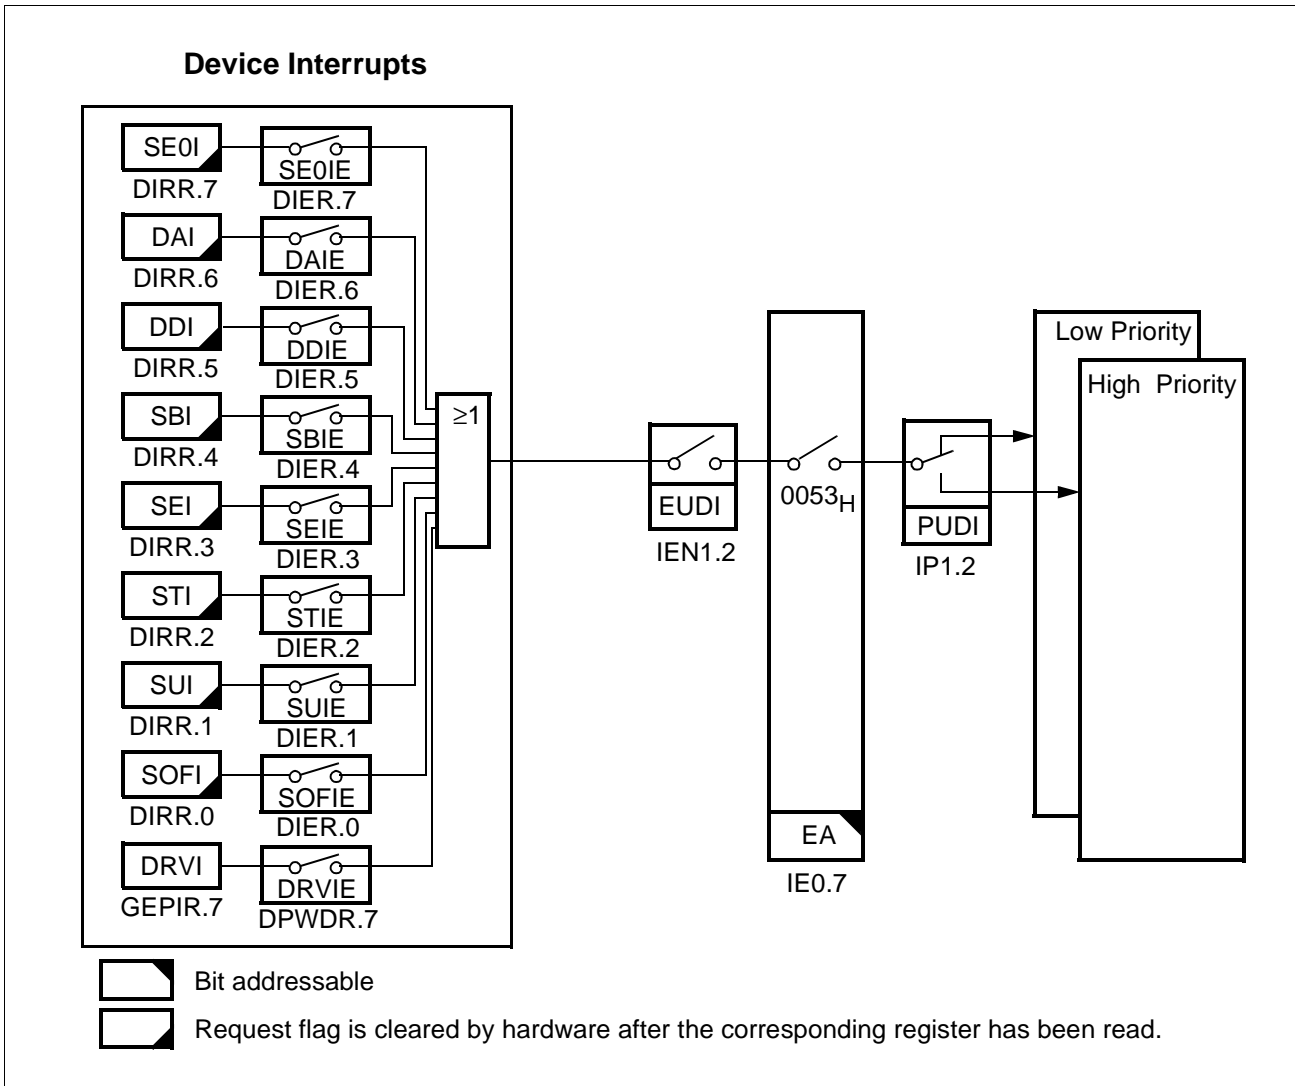 Device Interrupts
SE0I
SE0IE
DIRR.7
DIER.7
DAI
DAIE
DIRR.6
DIER.6
DDI
DDIE
DIRR.5
DIER.5
SBI
SBIE
DIRR.4
DIER.4
SEI
SEIE
DIRR.3
DIER.3
STI
STIE
DIRR.2
DIER.2
SUI
SUIE
DIRR.1
DIER.1
SOFI
SOFIE
DIRR.0
DIER.0
DRVI
DRVIE
GEPIR.7
DPWDR.7
≥1
EUDI
IEN1.2
0053H
EA
IE0.7
PUDI
IP1.2
Low Priority
High Priority
Bit addressable
Request flag is cleared by hardware after the corresponding register has been read.